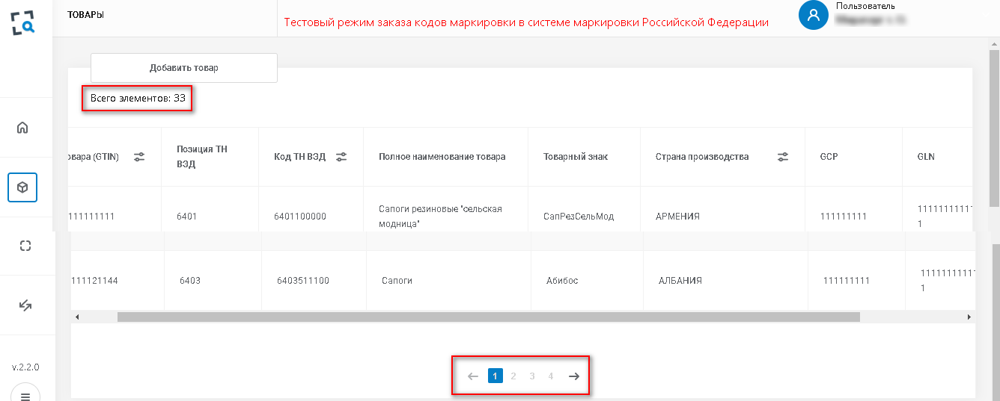 ТОВАРЫ
Тестовый режим заказа кодов маркировки в системе маркировки Российской Федерации
Пользователь
Добавить товар
Всего элементов: 33
овара (GTIN)
Позиция ТН
ВЭД
Код ТН ВЭД
Полное наименование товара
Товарный знак
Страна производства
GCP
GLN
111111111
6401
6401100000
Сапоги резиновые "сельская
модница"
СапРезСельМод
АРМЕНИЯ
111111111
111111111111
1
111121144
6403
6403511100
Сапоги
Абибос
АЛБАНИЯ
111111111
111111111111
1
v.2.2.0
1 2 3 4